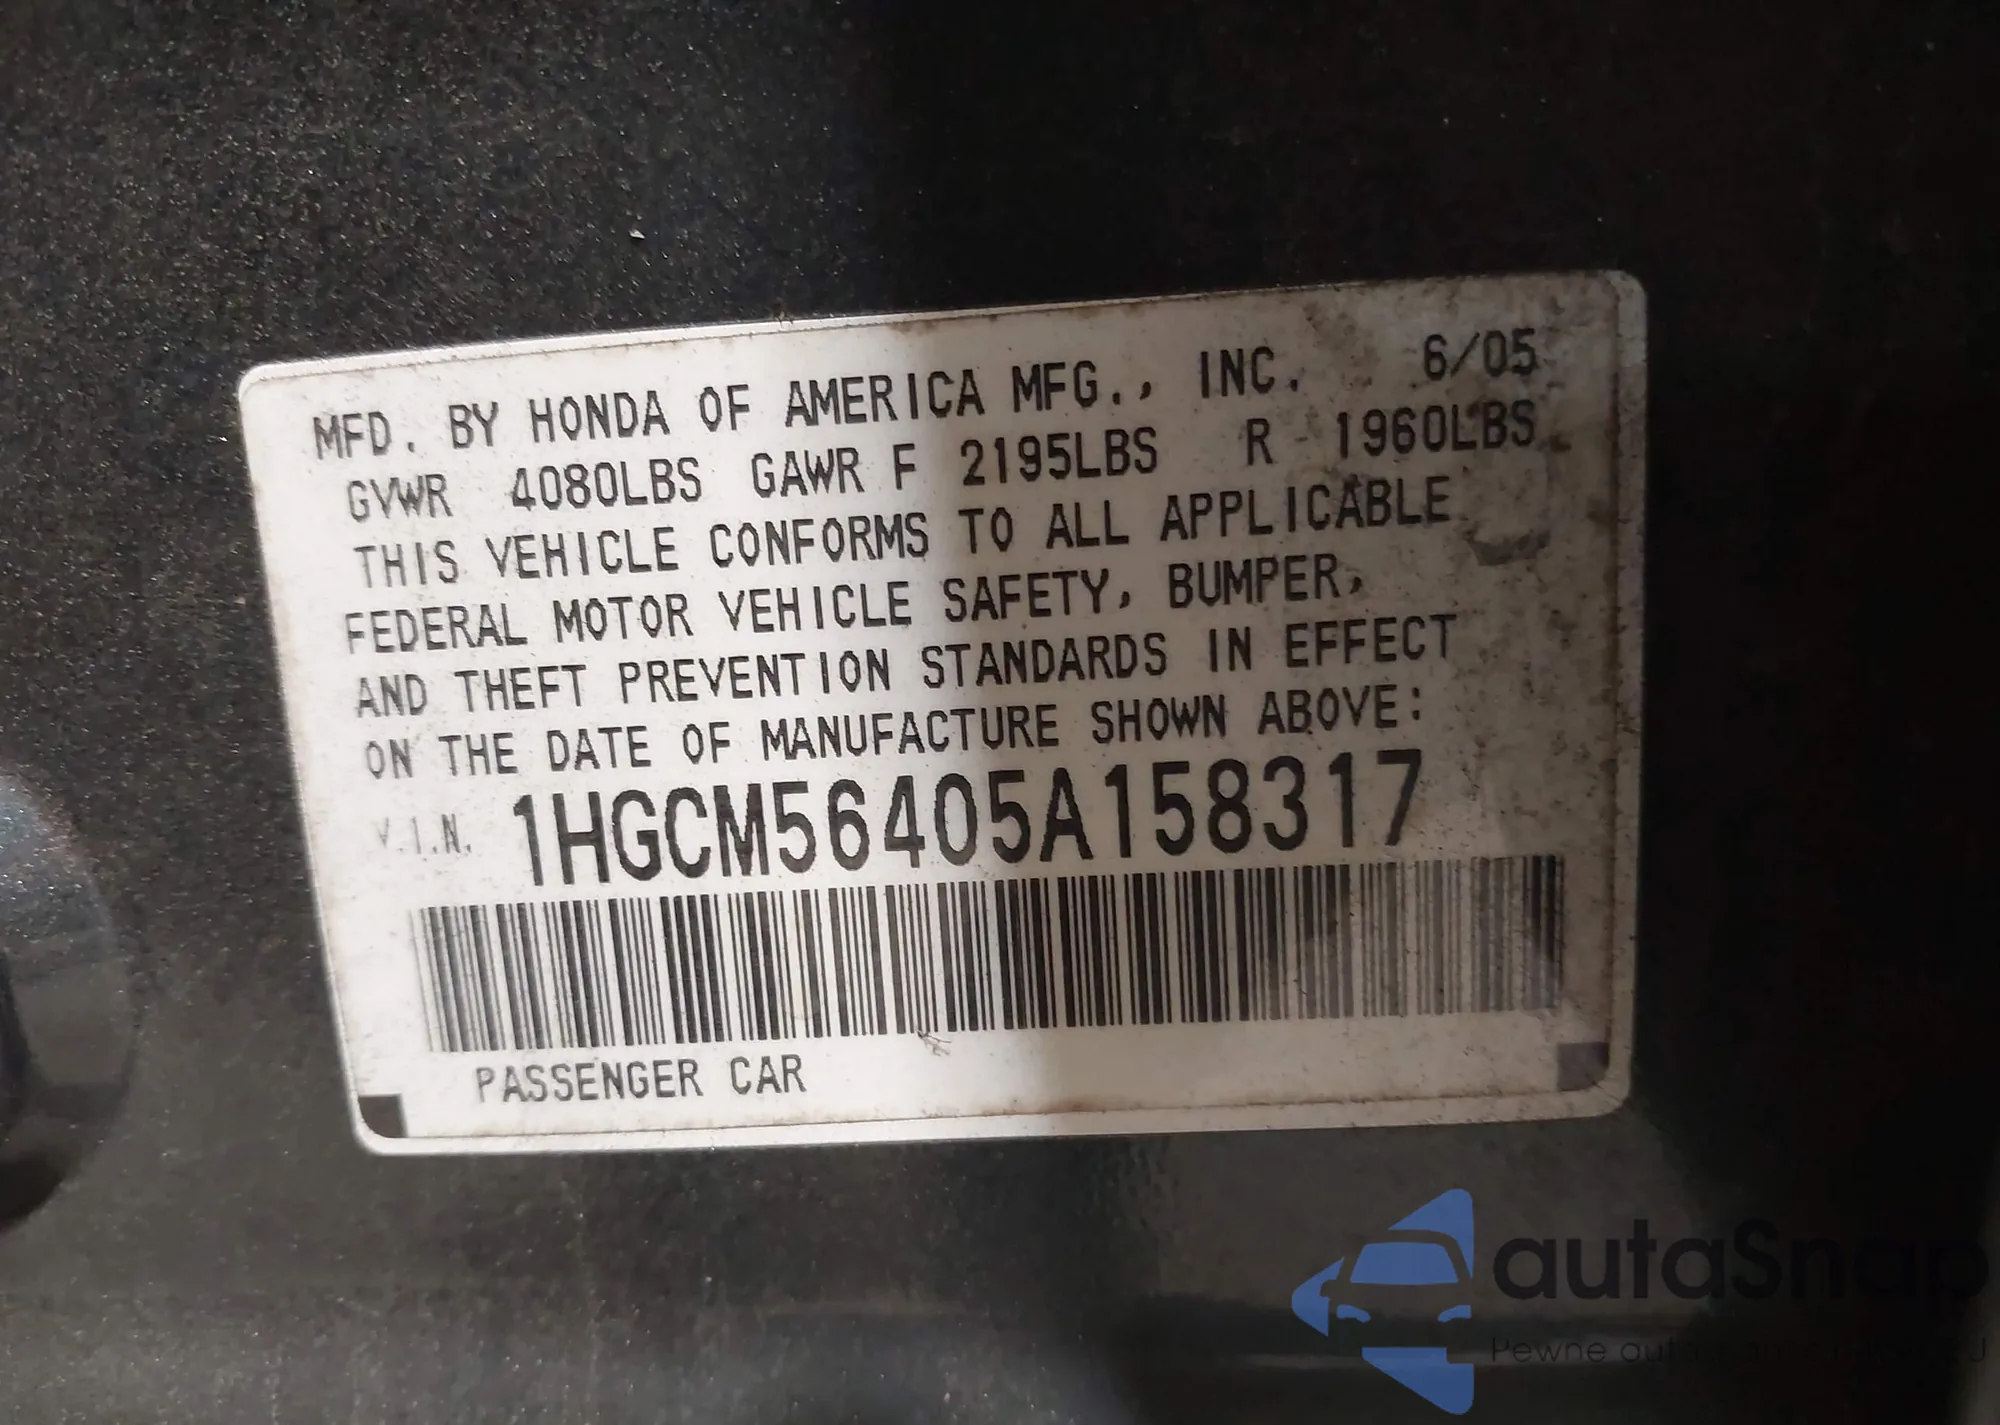 MFD. BY HONDA OF AMERICA MFG., INC. 6/05
GVWR 4080LBS GAWR F 2195LBS R 1960LBS
THIS VEHICLE CONFORMS TO ALL APPLICABLE
FEDERAL MOTOR VEHICLE SAFETY, BUMPER,
AND THEFT PREVENTION STANDARDS IN EFFECT
ON THE DATE OF MANUFACTURE SHOWN ABOVE:
V.I.N. 1HGCM56405A158317
PASSENGER CAR
autaSnap
Pewne auta